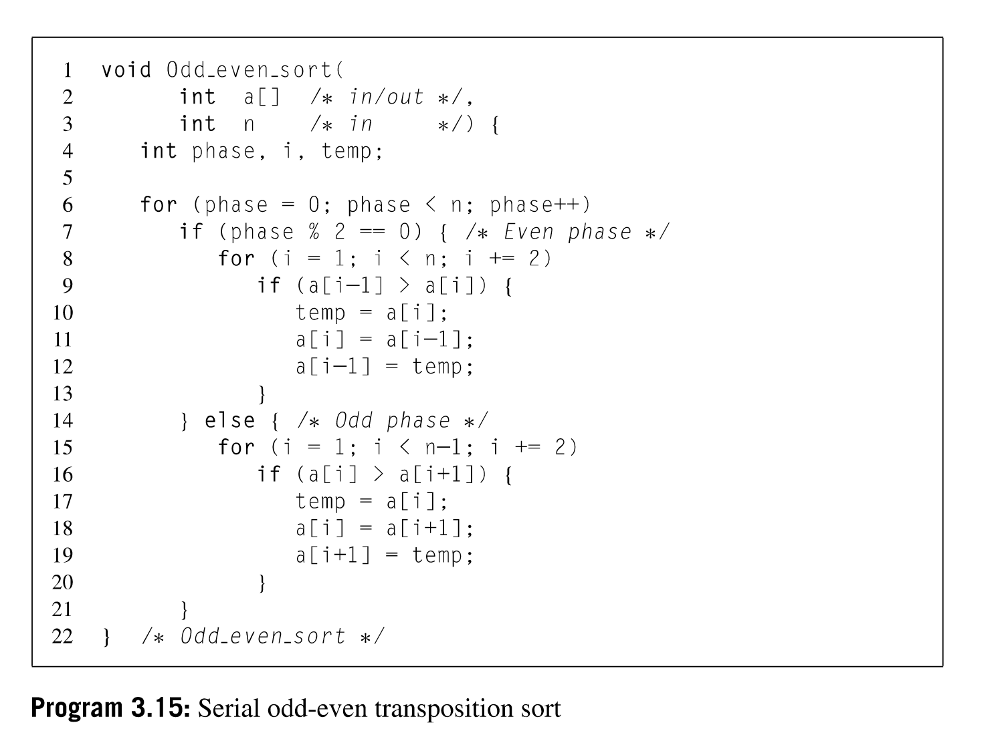 1 void Odd_even_sort(
2 int a[] /* in/out */,
3 int n /* in */) {
4 int phase, i, temp;
5
6 for (phase = 0; phase < n; phase++)
7 if (phase % 2 == 0) { /* Even phase */
8 for (i = 1; i < n; i += 2)
9 if (a[i−1] > a[i]) {
10 temp = a[i];
11 a[i] = a[i−1];
12 a[i−1] = temp;
13 }
14 } else { /* Odd phase */
15 for (i = 1; i < n−1; i += 2)
16 if (a[i] > a[i+1]) {
17 temp = a[i];
18 a[i] = a[i+1];
19 a[i+1] = temp;
20 }
21 }
22 } /* Odd_even_sort */
Program 3.15: Serial odd-even transposition sort